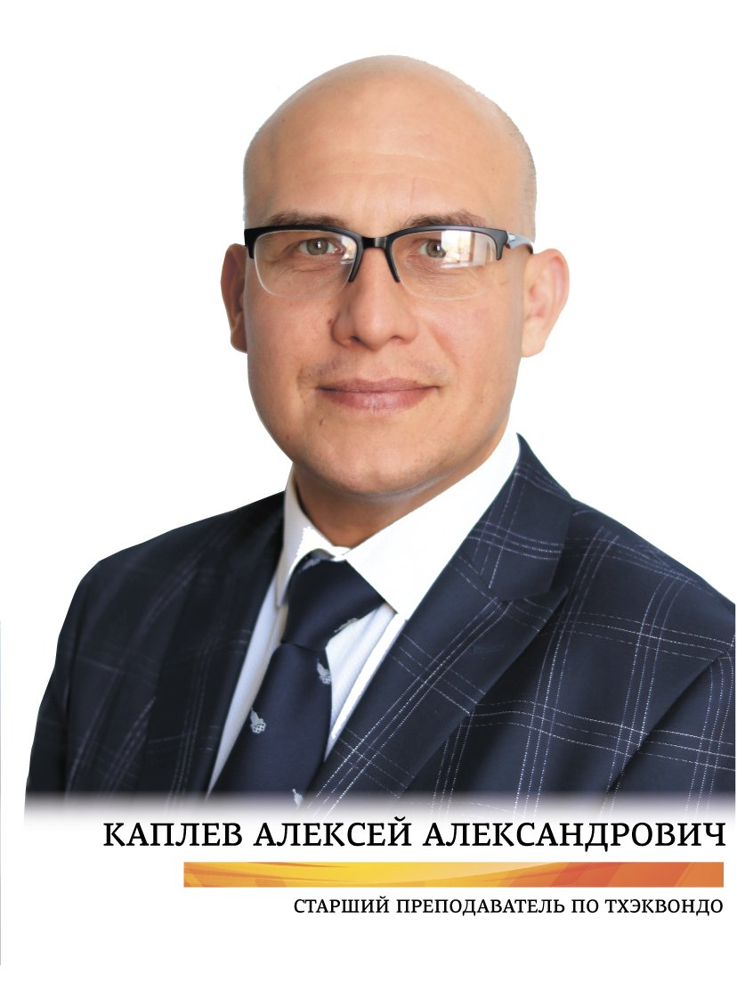 КАПЛЕВ АЛЕКСЕЙ АЛЕКСАНДРОВИЧ
СТАРШИЙ ПРЕПОДАВАТЕЛЬ ПО ТХЭКВОНДО